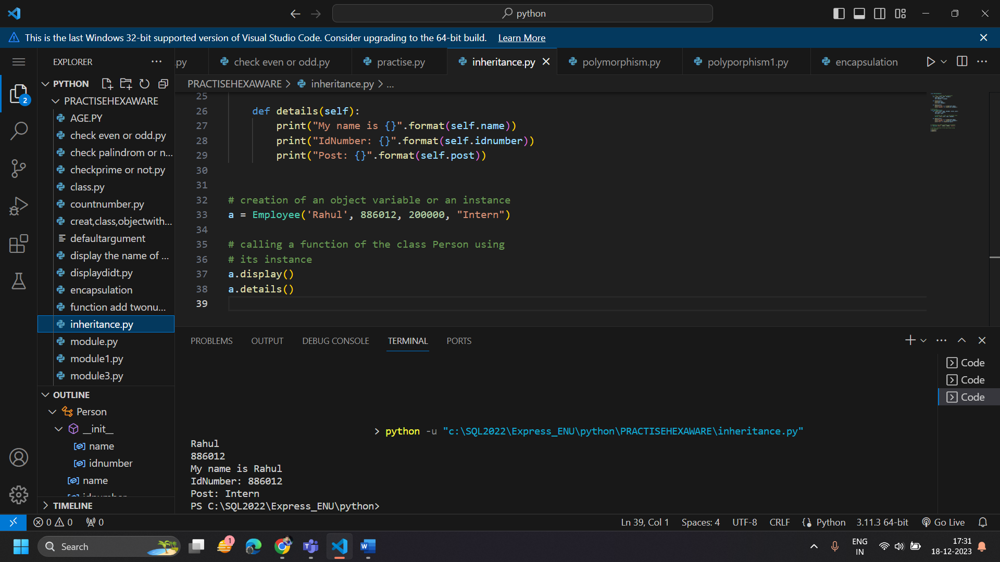 python
This is the last Windows 32-bit supported version of Visual Studio Code. Consider upgrading to the 64-bit build. Learn More
EXPLORER
.py
check even or odd.py
practise.py
inheritance.py
polymorphism.py
polyporphism1.py
encapsulation
PYTHON
PRACTISEHEXAWARE > inheritance.py > ...
2
PRACTISEHEXAWARE
AGE.PY
check even or odd.py
check palindrom or n...
checkprime or not.py
class.py
countnumber.py
creat,class,objectwith...
defaultargument
display the name of ...
displaydidt.py
encapsulation
function add twonu...
inheritance.py
module.py
module1.py
module3.py
OUTLINE
Person
__init__
name
idnumber
name
TIMELINE
25
26 def details(self):
27 print("My name is {}".format(self.name))
28 print("IdNumber: {}".format(self.idnumber))
29 print("Post: {}".format(self.post))
30
31
32 # creation of an object variable or an instance
33 a = Employee('Rahul', 886012, 200000, "Intern")
34
35 # calling a function of the class Person using
36 # its instance
37 a.display()
38 a.details()
39
PROBLEMS
OUTPUT
DEBUG CONSOLE
TERMINAL
PORTS
Code
Code
Code
> python -u "c:\SQL2022\Express_ENU\python\PRACTISEHEXAWARE\inheritance.py"
Rahul
886012
My name is Rahul
IdNumber: 886012
Post: Intern
PS C:\SQL2022\Express_ENU\python>
0 0 0
Ln 39, Col 1
Spaces: 4
UTF-8
CRLF
Python
3.11.3 64-bit
Go Live
Search
1
ENG
IN
17:31
18-12-2023